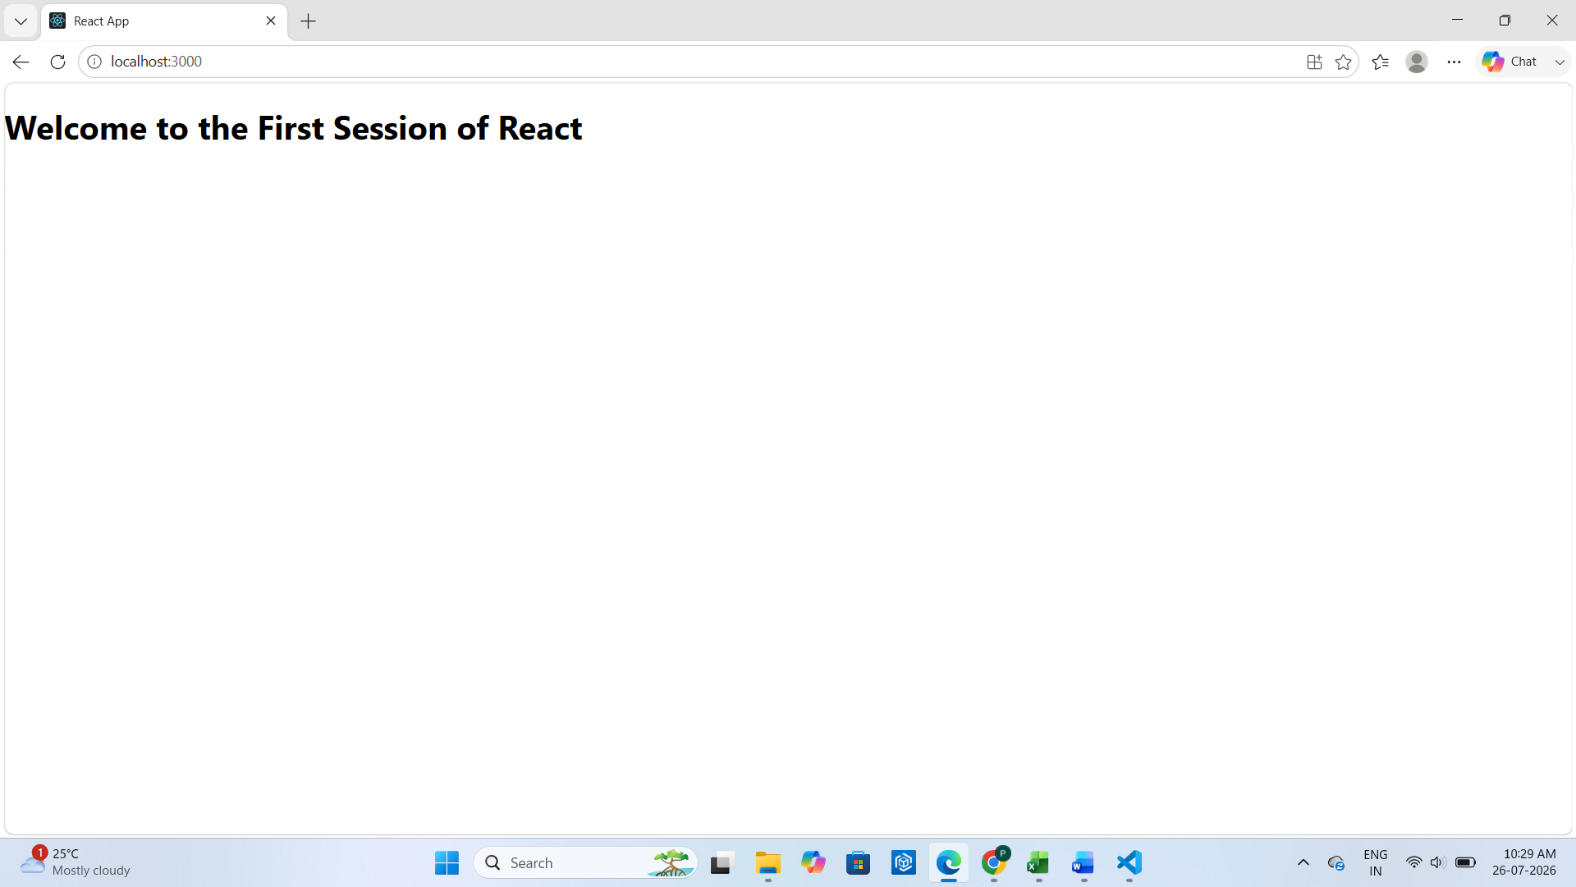 React App
localhost:3000
Chat
Welcome to the First Session of React
1
25°C
Mostly cloudy
Search
P
ENG
IN
10:29 AM
26-07-2026